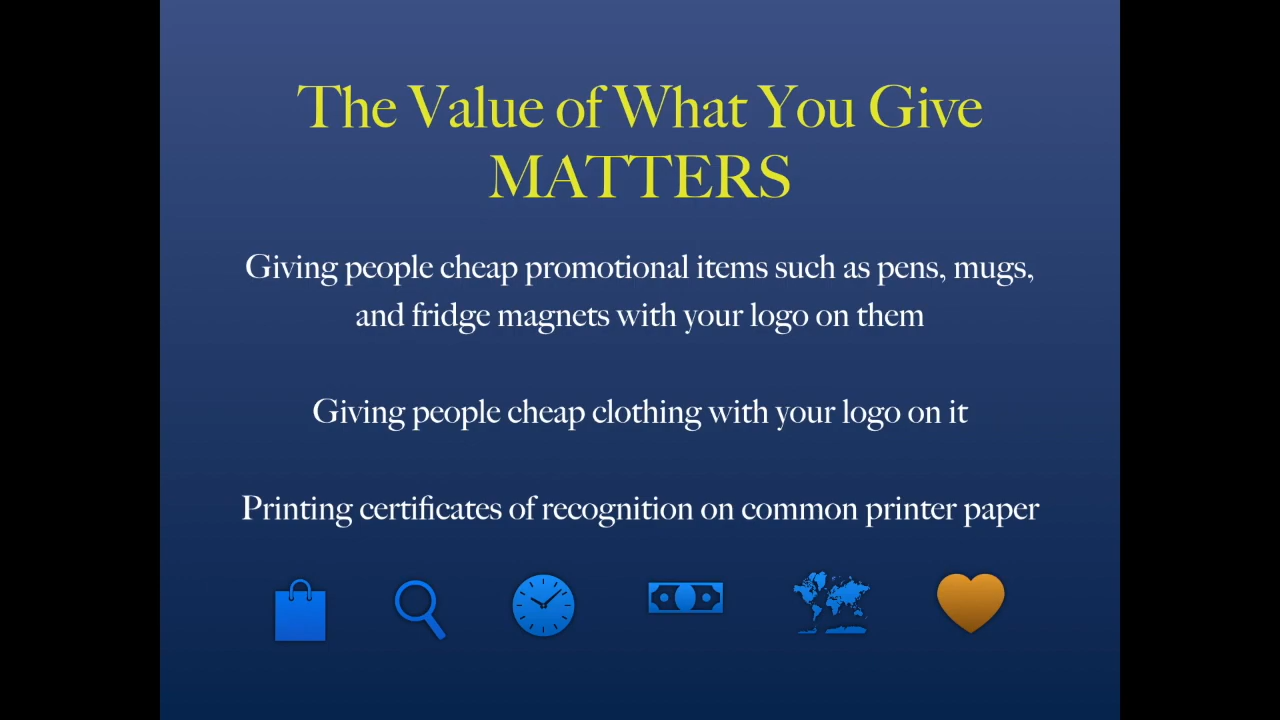 The Value of What You Give
MATTERS
Giving people cheap promotional items such as pens, mugs,
and fridge magnets with your logo on them
Giving people cheap clothing with your logo on it
Printing certificates of recognition on common printer paper